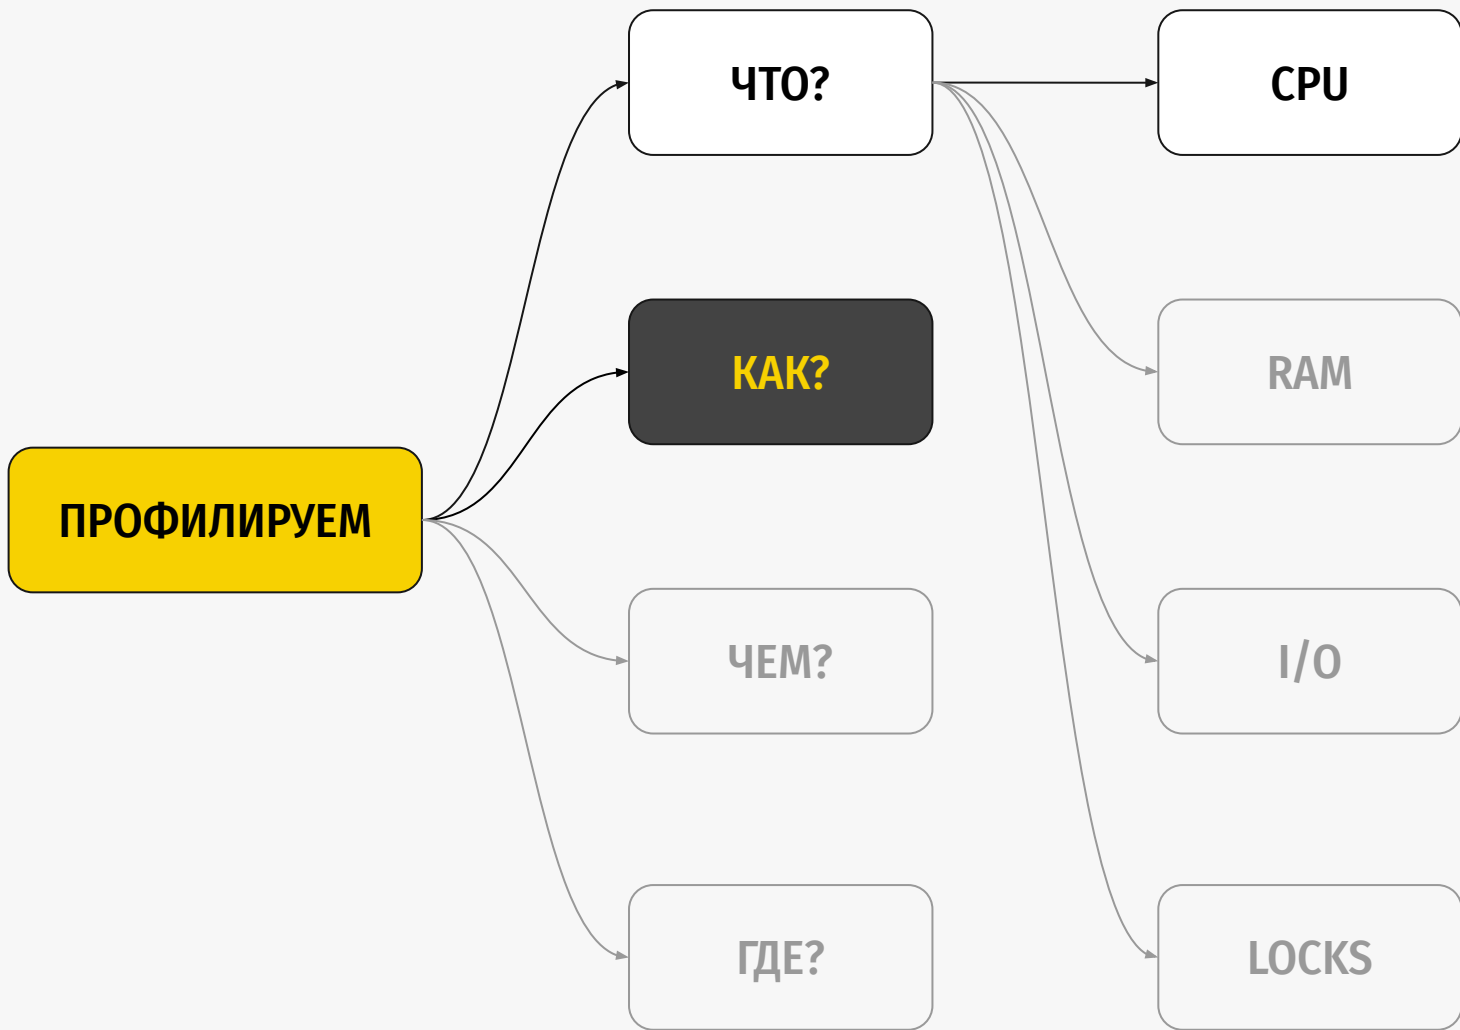 ПРОФИЛИРУЕМ
ЧТО?
КАК?
ЧЕМ?
ГДЕ?
CPU
RAM
I/O
LOCKS